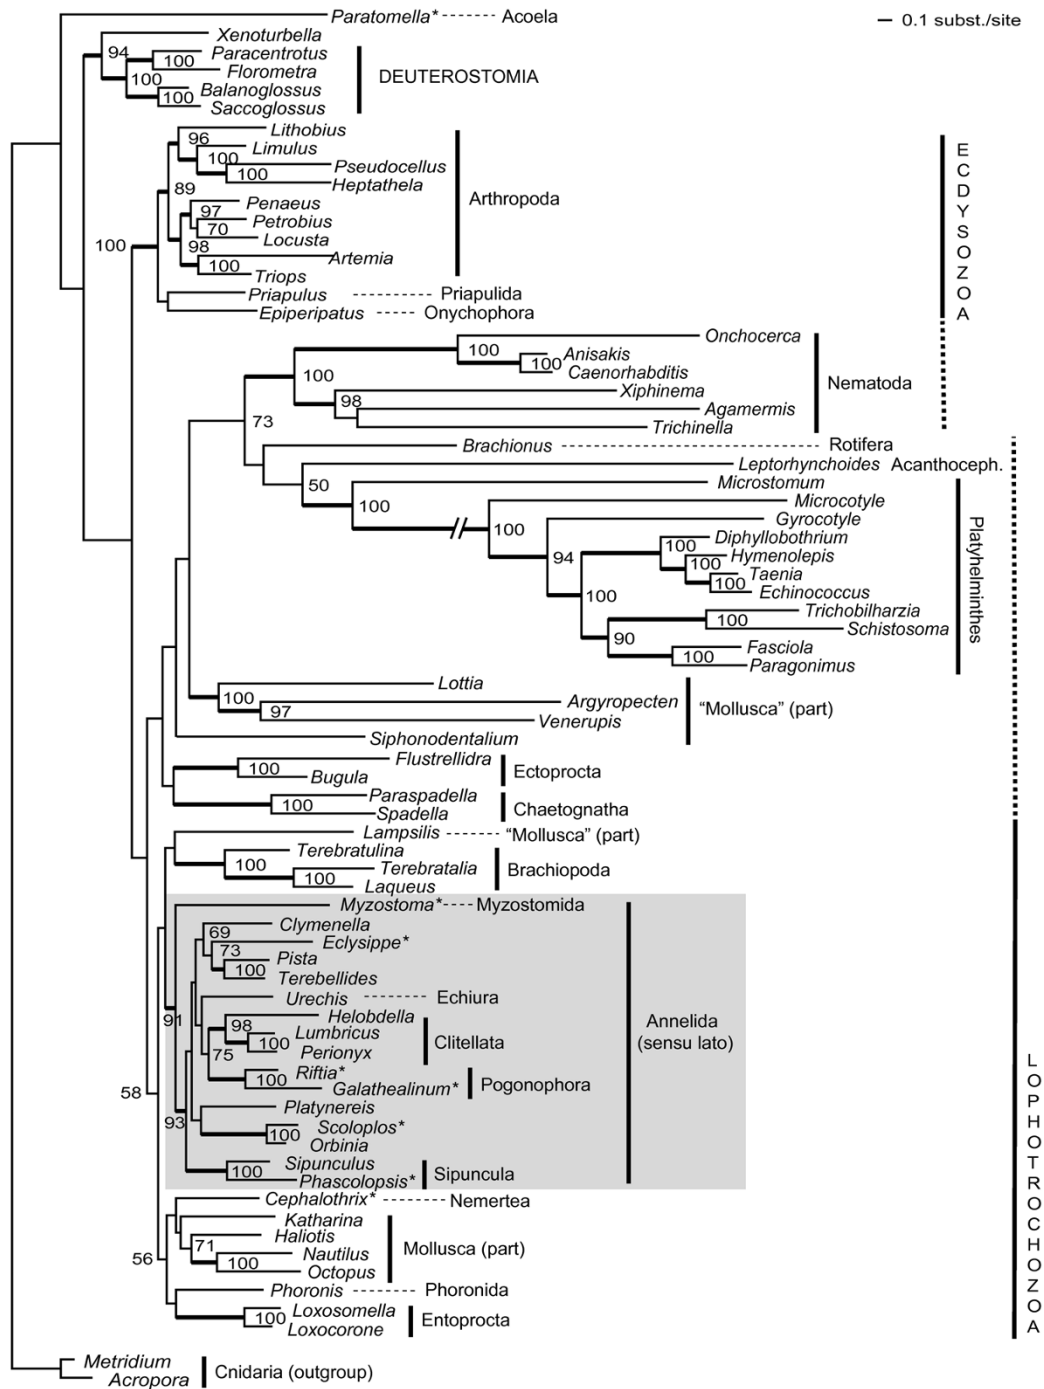 Paratomella* Acoela
0.1 subst./site
Xenoturbella
94
Paracentrotus
100
Florometra
DEUTEROSTOMIA
100
Balanoglossus
100
Saccoglossus
Lithobius
96
Limulus
100
Pseudocellus
100
Heptathela
89
Arthropoda
Penaeus
97
Petrobius
70
Locusta
100
98
Artemia
100
Triops
Priapulus Priapulida
Epiperipatus Onychophora
ECDYSOZOA
Onchocerca
100
Anisakis
100
Caenorhabditis
100
Nematoda
Xiphinema
98
Agamermis
73
Trichinella
Brachionus Rotifera
Leptorhynchoides Acanthoceph.
50
Microstomum
100
Microcotyle
100
Gyrocotyle
Diphyllobothrium
100
94
Hymenolepis
100
Taenia
100
Echinococcus
100
Trichobilharzia
100
Schistosoma
90
Fasciola
100
Paragonimus
Platyhelminthes
Lottia
100
Argyropecten
97
Venerupis
“Mollusca” (part)
Siphonodentalium
Flustrellidra
100
Bugula
Ectoprocta
Paraspadella
100
Spadella
Chaetognatha
Lampsilis “Mollusca” (part)
Terebratulina
100
Terebratalia
100
Laqueus
Brachiopoda
Myzostoma* Myzostomida
Clymenella
69
Eclysippe*
73
Pista
100
Terebellides
Urechis Echiura
91
Helobdella
98
Lumbricus
100
Perionyx
75
Clitellata
Annelida
(sensu lato)
Riftia*
100
Galathealinum*
Pogonophora
58
Platynereis
93
Scoloplos*
100
Orbinia
Sipunculus
100
Phascolopsis*
Sipuncula
Cephalothrix* Nemertea
Katharina
Haliotis
71
Nautilus
100
Octopus
Mollusca (part)
56
Phoronis Phoronida
Loxosomella
100
Loxocorone
Entoprocta
LOPHOTROCHOZOA
Metridium
Acropora
Cnidaria (outgroup)